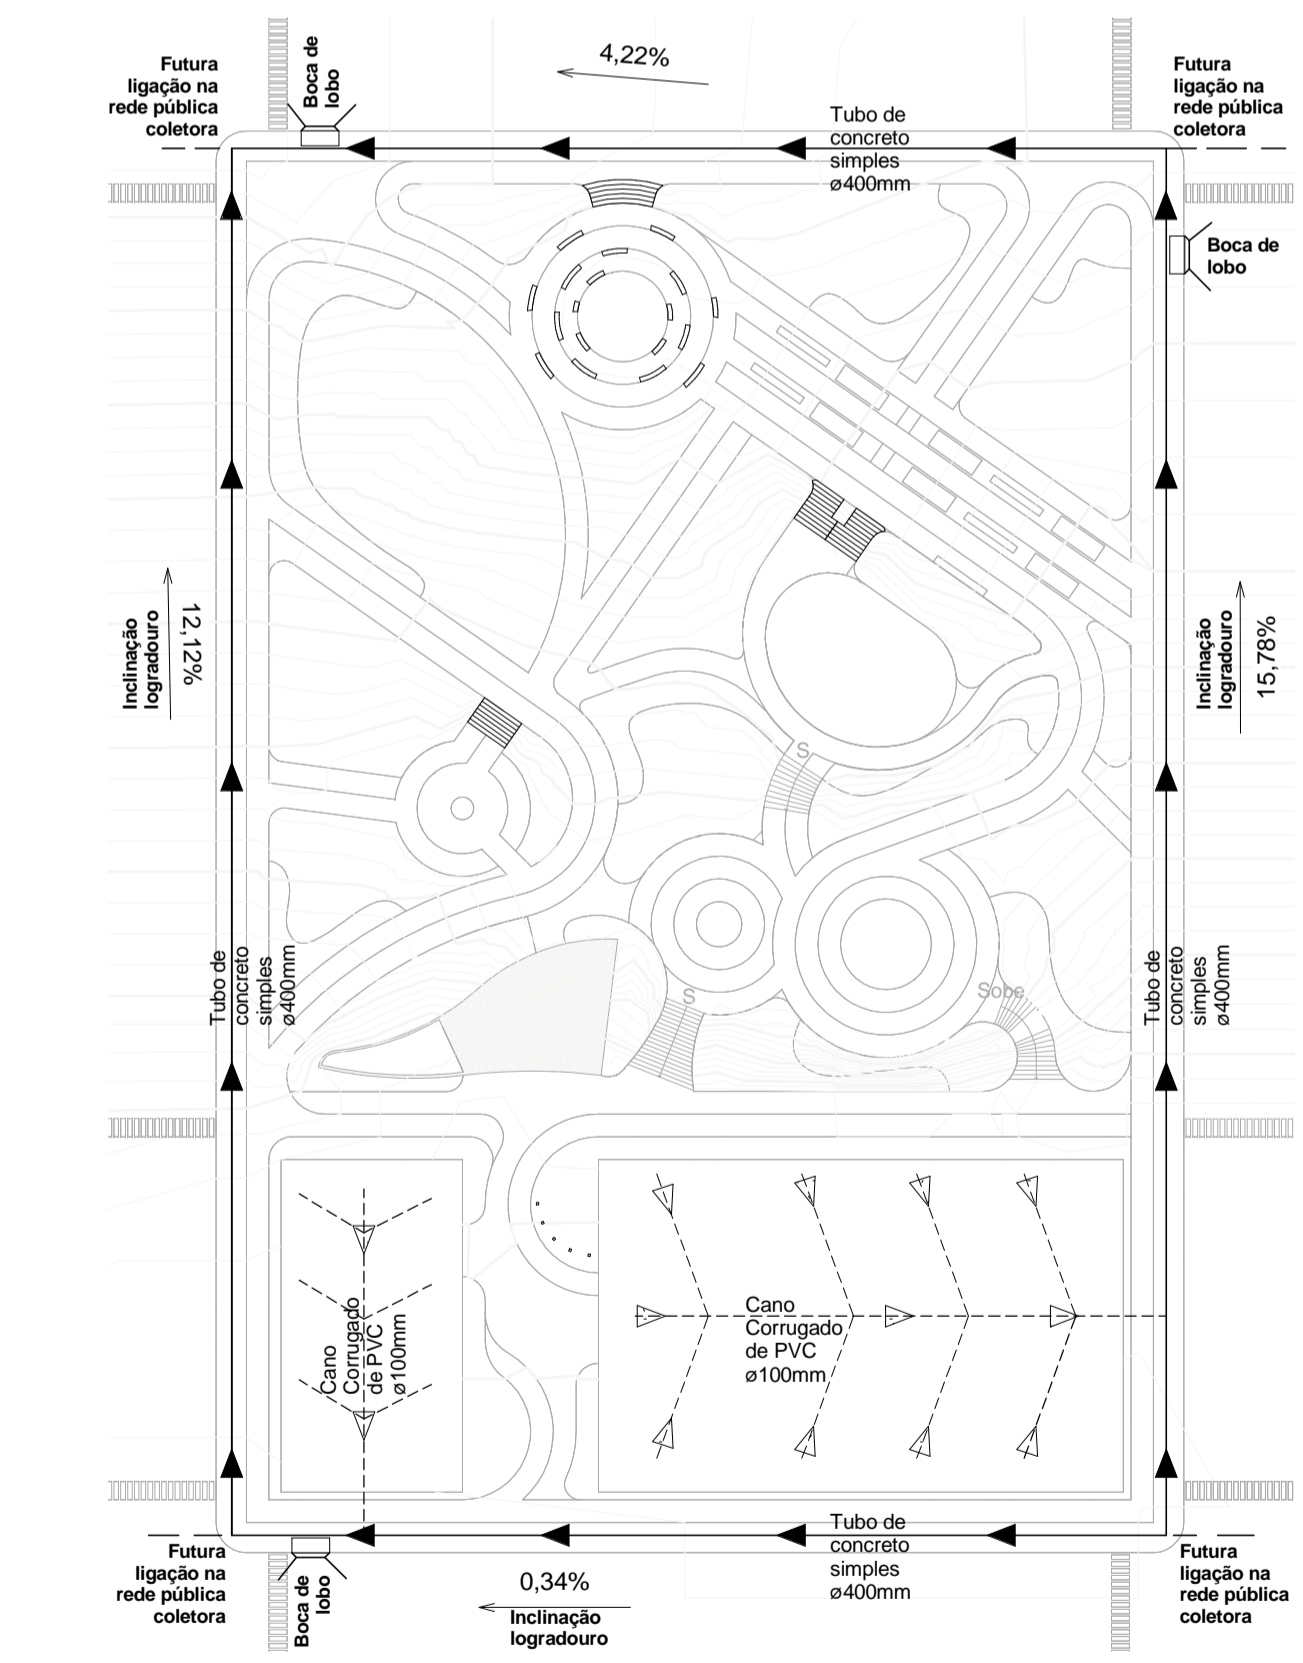 Futura
ligação na
rede pública
coletora
Boca de
lobo
4,22%
Tubo de
concreto
simples
ø400mm
Futura
ligação na
rede pública
coletora
Boca de
lobo
Inclinação
logradouro
12,12%
Inclinação
logradouro
15,78%
S
Tubo de
concreto
simples
ø400mm
S
Sobe
Tubo de
concreto
simples
ø400mm
Cano
Corrugado
de PVC
ø100mm
Cano
Corrugado
de PVC
ø100mm
Tubo de
concreto
simples
ø400mm
Futura
ligação na
rede pública
coletora
Boca de
lobo
0,34%
Inclinação
logradouro
Futura
ligação na
rede pública
coletora